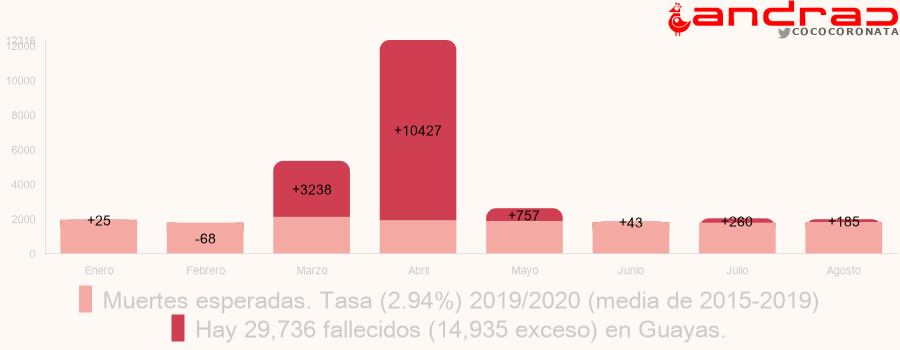 andrac
COCOCORONATA
12316
12000
10000
8000
6000
4000
2000
0
+25
-68
+3238
+10427
+757
+43
+260
+185
Enero
Febrero
Marzo
Abril
Mayo
Junio
Julio
Agosto
Muertes esperadas. Tasa (2.94%) 2019/2020 (media de 2015-2019)
Hay 29,736 fallecidos (14,935 exceso) en Guayas.